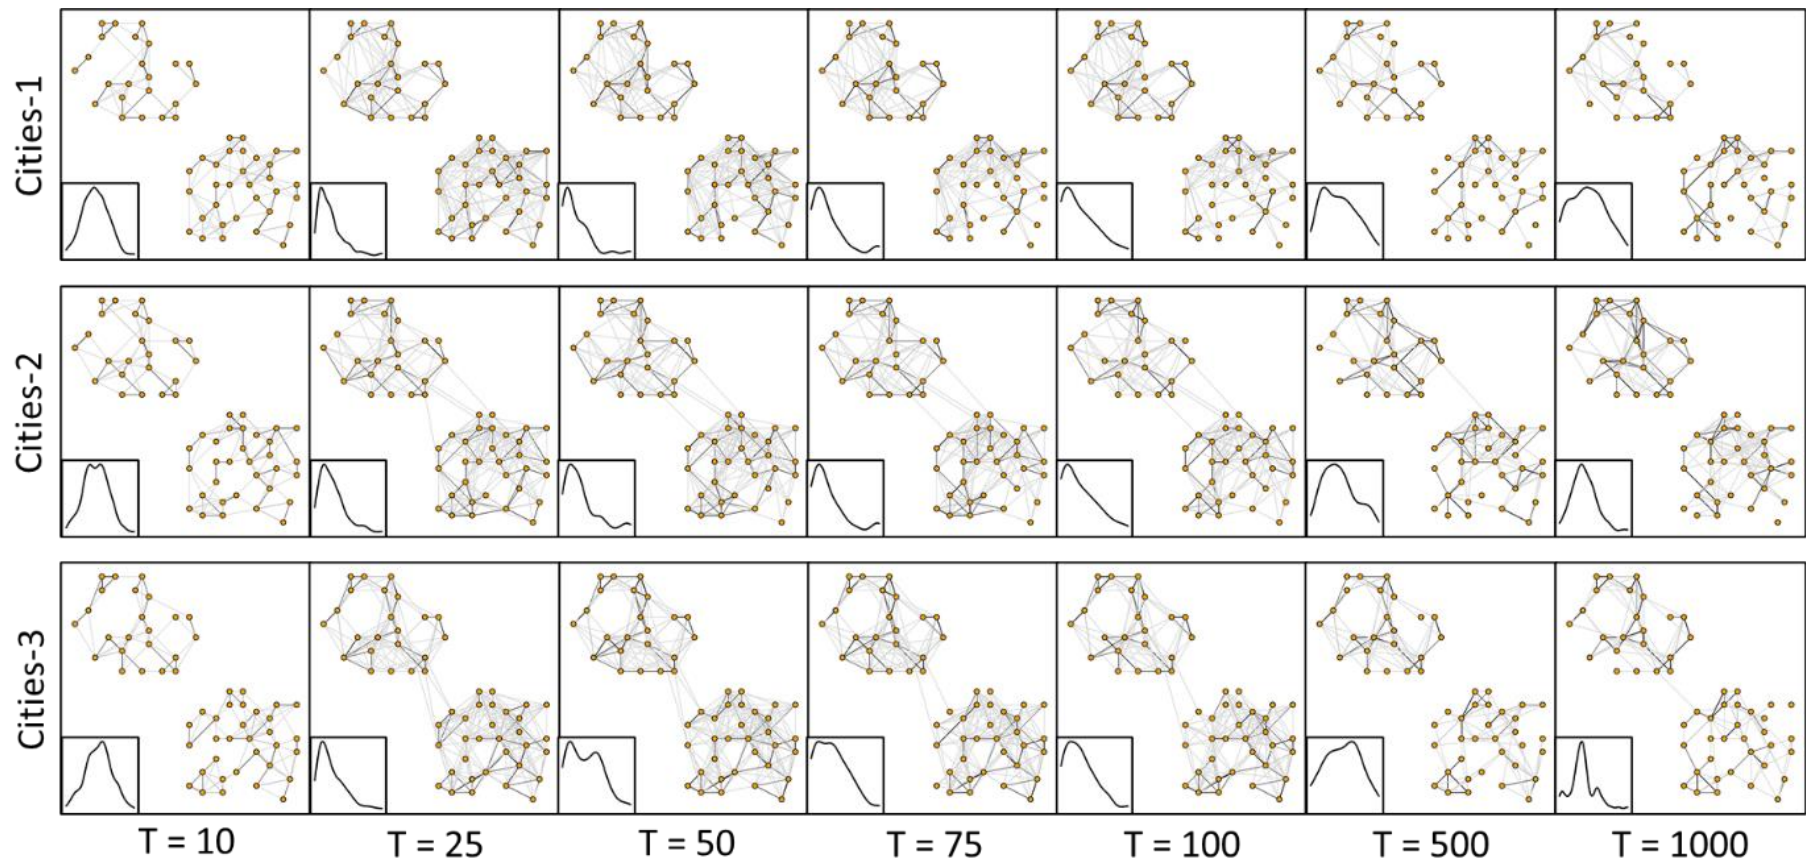 Cities-1
Cities-2
Cities-3
T = 10
T = 25
T = 50
T = 75
T = 100
T = 500
T = 1000